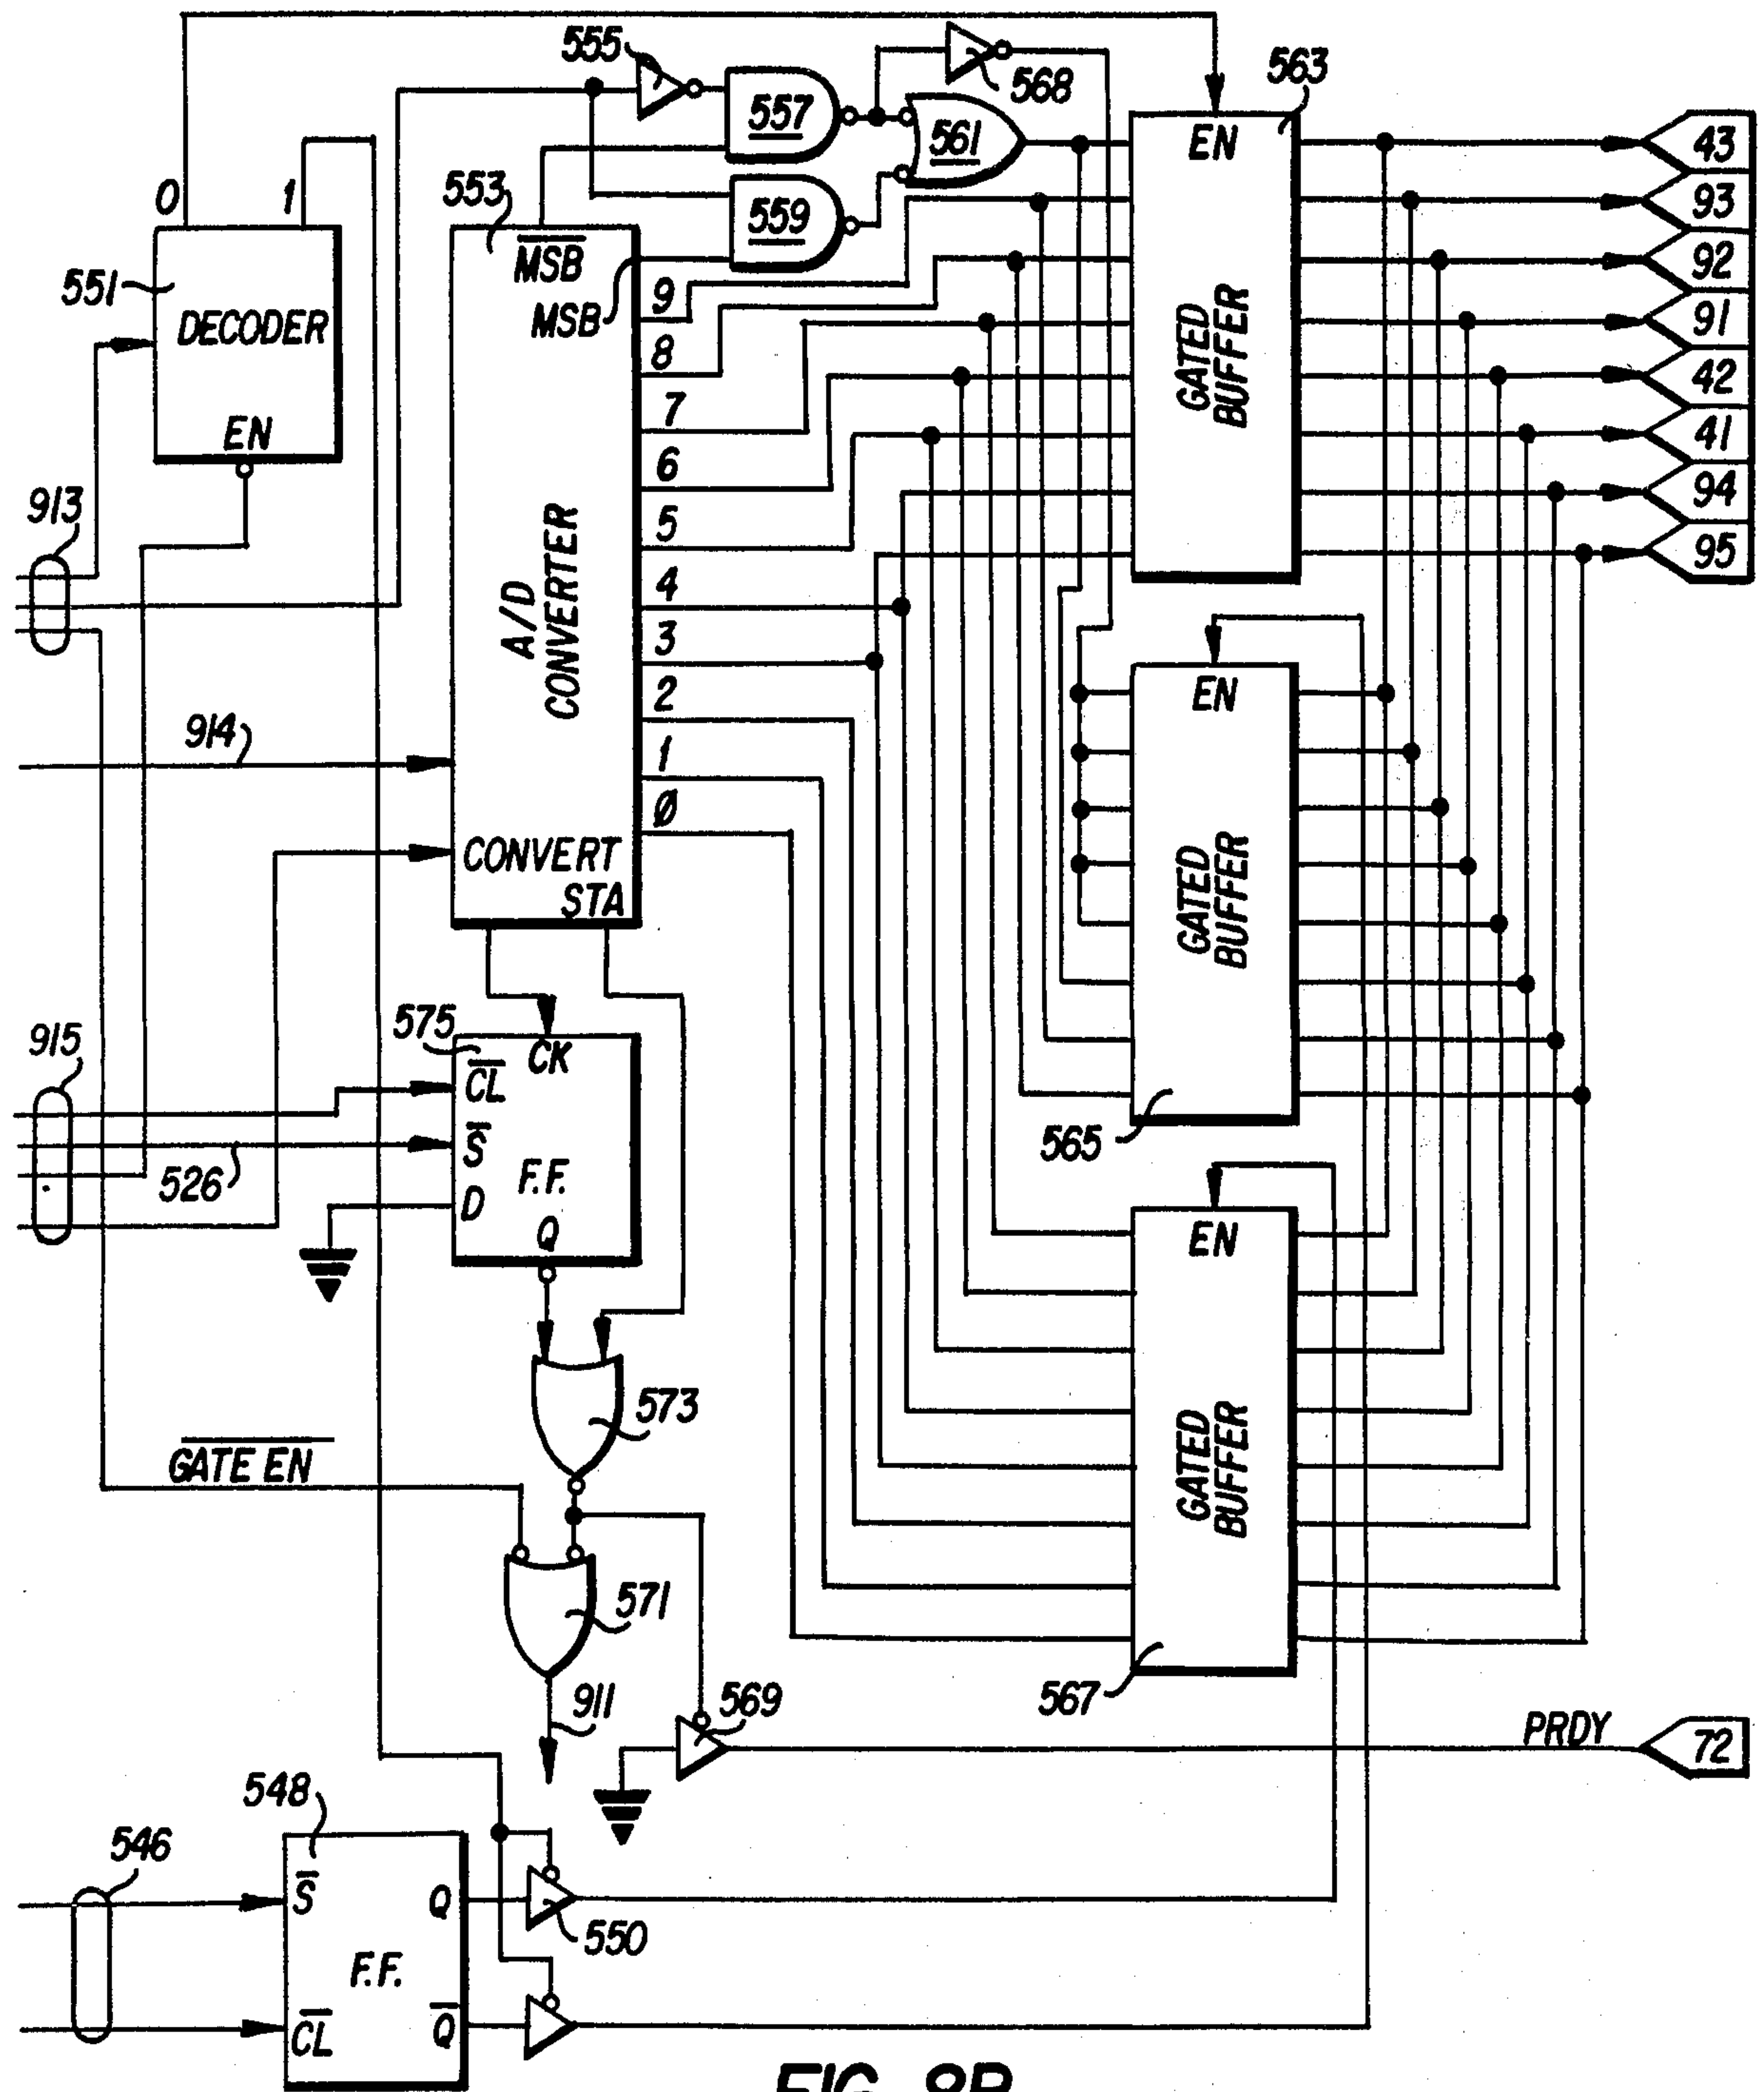 555
568
563
557
561
EN
43
0
1
553
559
93
MSB
MSB
92
551
DECODER
9
91
8
GATED BUFFER
42
EN
7
41
913
6
94
5
95
A/D CONVERTER
4
3
2
EN
914
1
Ø
CONVERT
GATED BUFFER
STA
575
CK
915
CL
S
565
526
F.F.
D
Q
EN
573
GATE EN
GATED BUFFER
571
567
911
569
PRDY
72
548
546
S
Q
550
F.F.
CL
Q
FIG. 8B